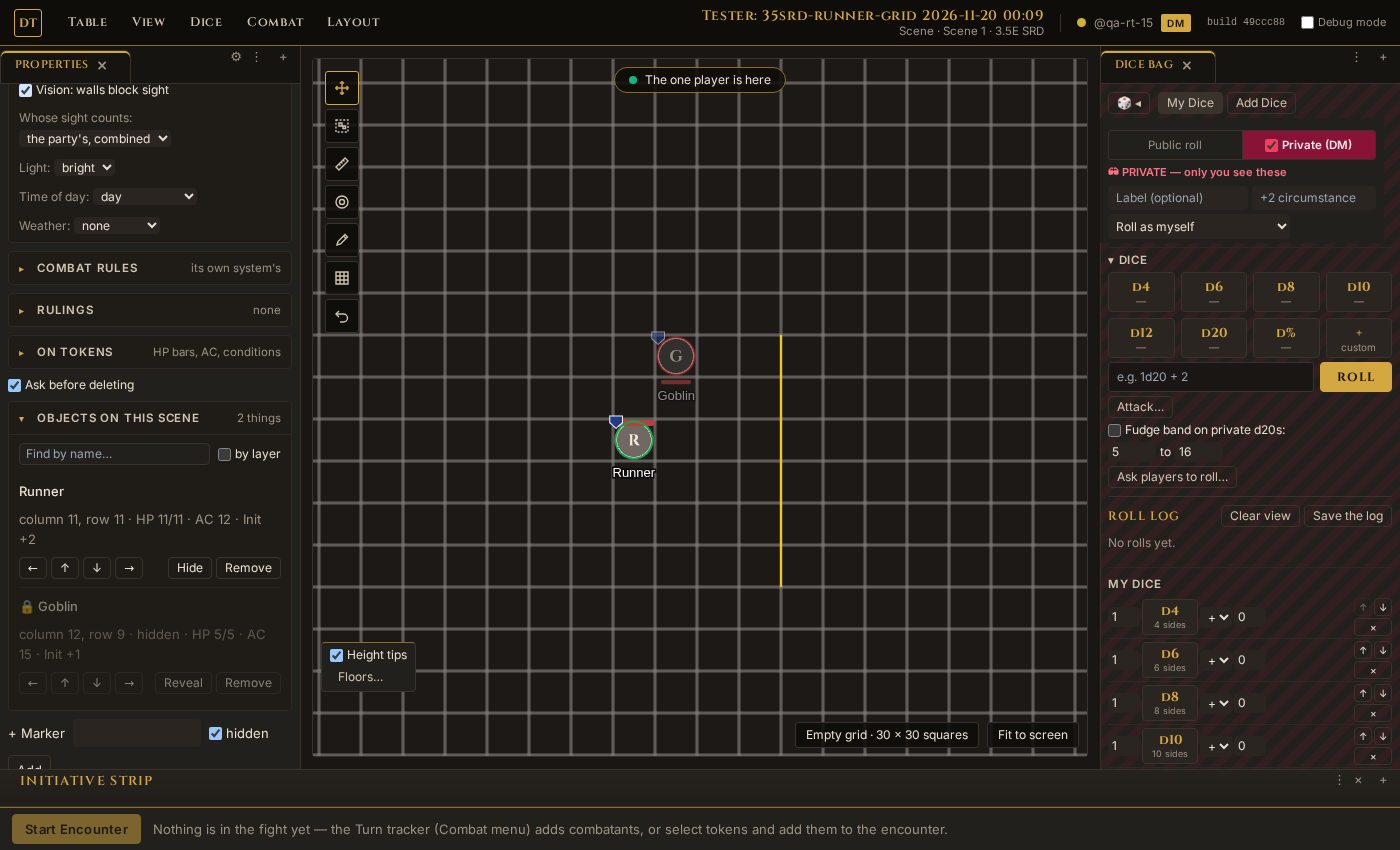 DT TABLE VIEW DICE COMBAT LAYOUT
TESTER: 35SRD-RUNNER-GRID 2026-11-20 00:09
Scene · Scene 1 · 3.5E SRD
@qa-rt-15 DM build 49ccc88 Debug mode
PROPERTIES
Vision: walls block sight
Whose sight counts:
the party's, combined
Light: bright
Time of day: day
Weather: none
COMBAT RULES its own system's
RULINGS none
ON TOKENS HP bars, AC, conditions
Ask before deleting
OBJECTS ON THIS SCENE 2 things
Find by name... by layer
Runner
column 11, row 11 · HP 11/11 · AC 12 · Init
+2
← ↑ ↓ → Hide Remove
🔒 Goblin
column 12, row 9 · hidden · HP 5/5 · AC
15 · Init +1
← ↑ ↓ → Reveal Remove
+ Marker hidden
Add
The one player is here
G
Goblin
R
Runner
Height tips
Floors...
Empty grid · 30 × 30 squares Fit to screen
DICE BAG
My Dice Add Dice
Public roll Private (DM)
PRIVATE — only you see these
Label (optional) +2 circumstance
Roll as myself
▾ DICE
D4 D6 D8 D10
— — — —
D12 D20 D% +
— — — custom
e.g. 1d20 + 2 ROLL
Attack...
Fudge band on private d20s:
5 to 16
Ask players to roll...
ROLL LOG Clear view Save the log
No rolls yet.
MY DICE
1 D4 + 0 ↑ ↓
4 sides ×
1 D6 + 0 ↑ ↓
6 sides ×
1 D8 + 0 ↑ ↓
8 sides ×
1 D10 + 0 ↑ ↓
10 sides ×
INITIATIVE STRIP
Start Encounter Nothing is in the fight yet — the Turn tracker (Combat menu) adds combatants, or select tokens and add them to the encounter.